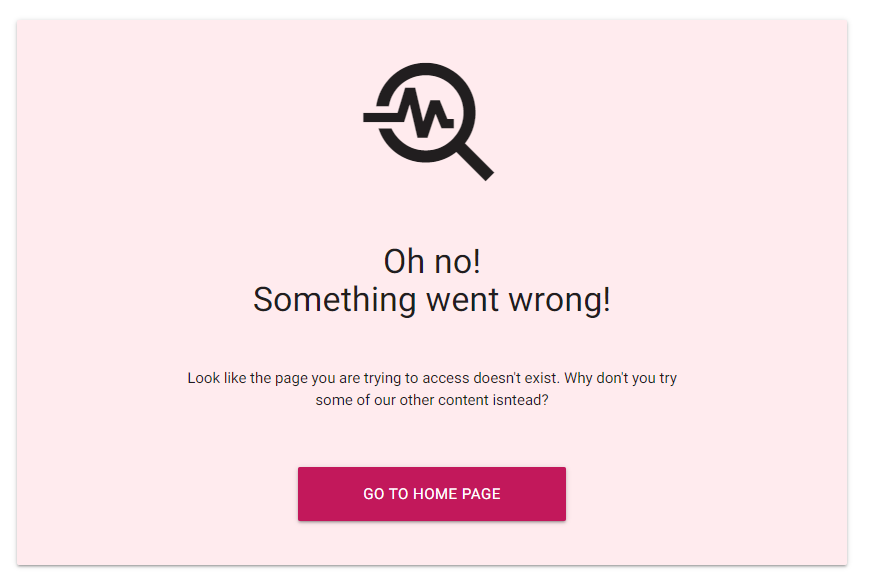 Oh no!
Something went wrong!
Look like the page you are trying to access doesn't exist. Why don't you try
some of our other content isntead?
GO TO HOME PAGE